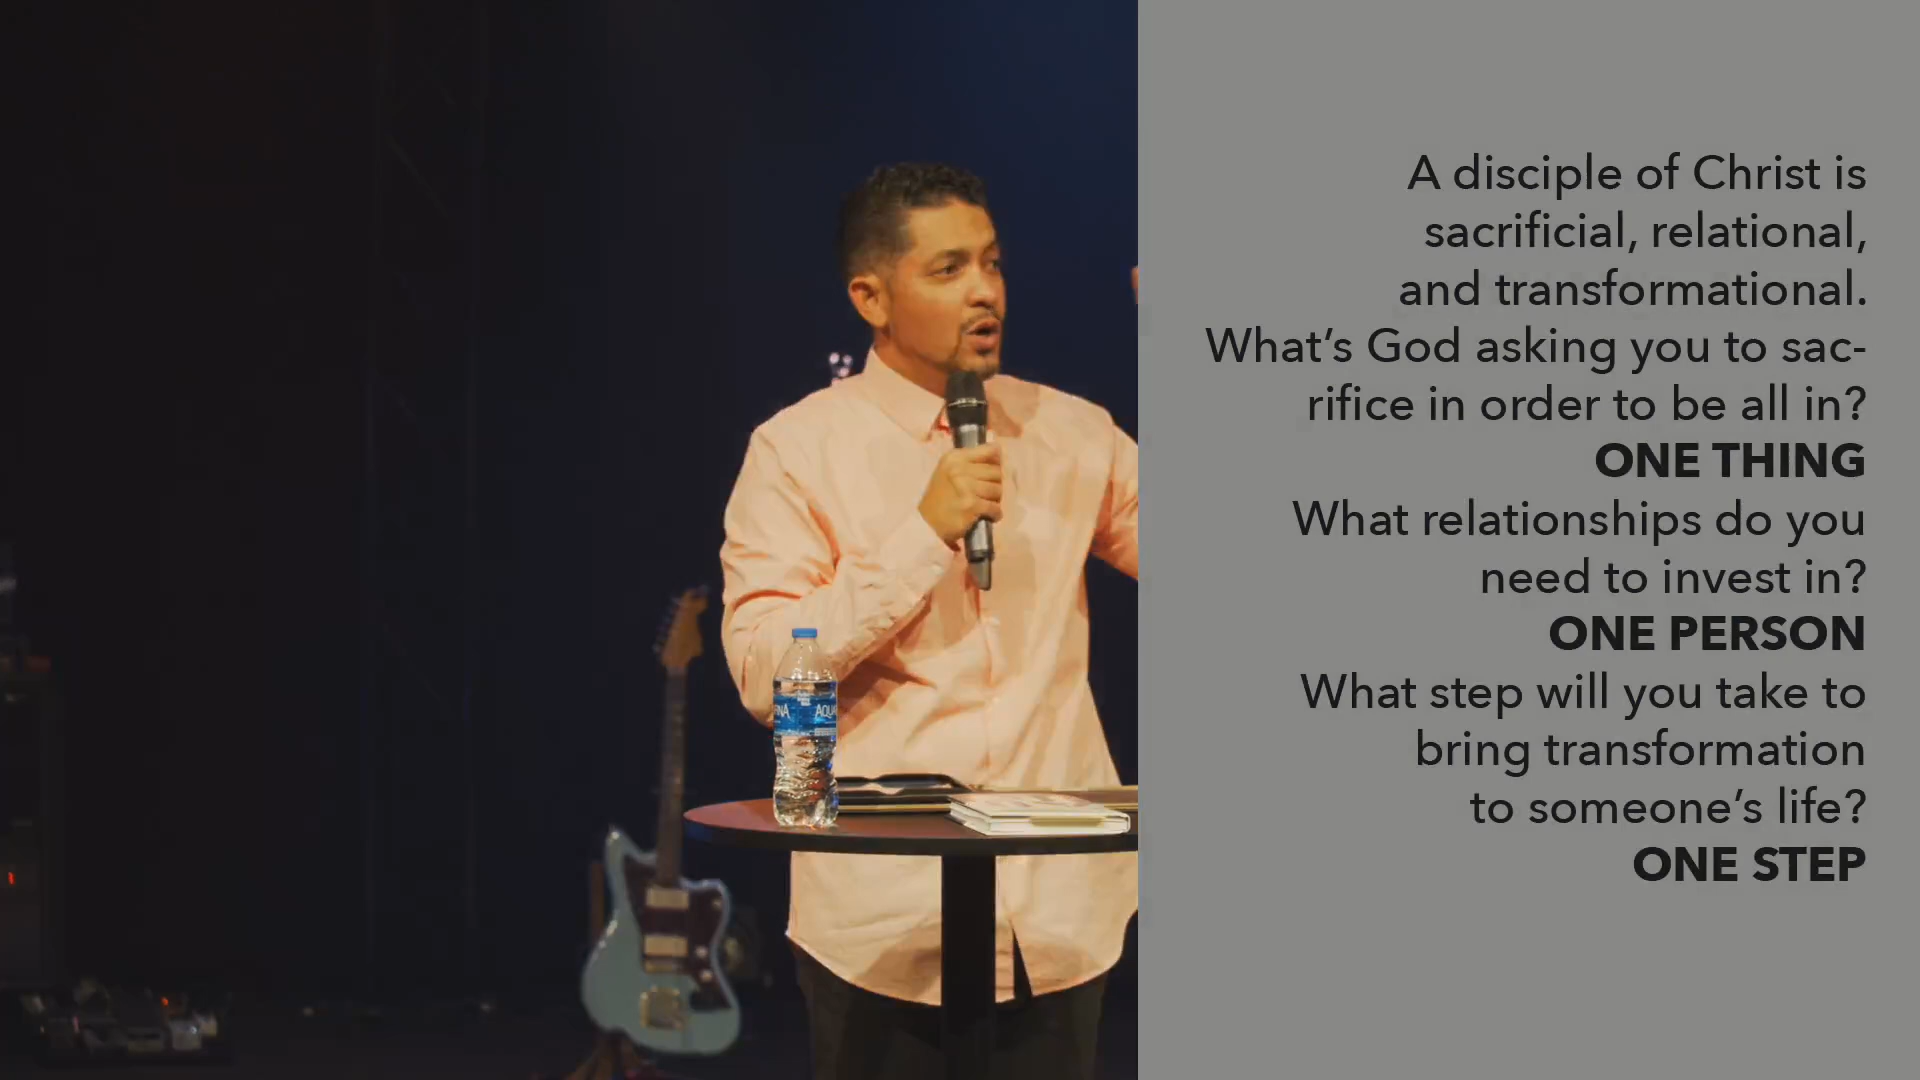 A disciple of Christ is
sacrificial, relational,
and transformational.
What’s God asking you to sac-
rifice in order to be all in?
ONE THING
What relationships do you
need to invest in?
ONE PERSON
What step will you take to
bring transformation
to someone’s life?
ONE STEP